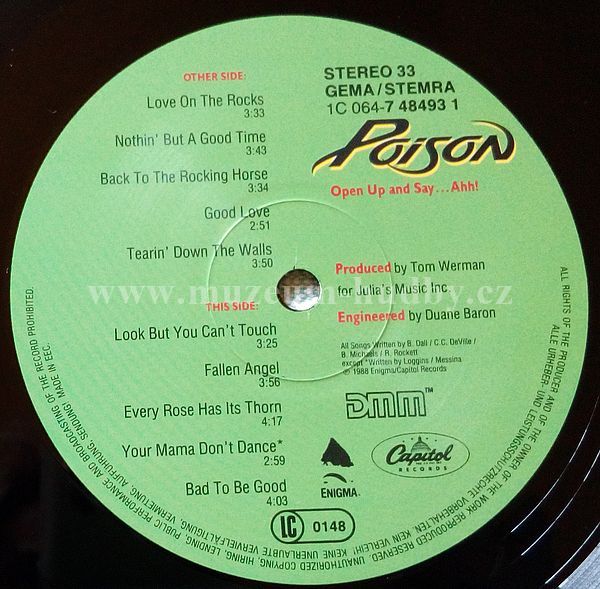 OTHER SIDE:
Love On The Rocks
3:33
Nothin' But A Good Time
3:43
Back To The Rocking Horse
3:34
Good Love
2:51
Tearin' Down The Walls
3:50
THIS SIDE:
Look But You Can't Touch
3:25
Fallen Angel
3:56
Every Rose Has Its Thorn
4:17
Your Mama Don't Dance*
2:59
Bad To Be Good
4:03
STEREO 33
GEMA/STEMRA
1C 064-7 48493 1
POISON
Open Up and Say...Ahh!
Produced by Tom Werman
for Julia's Music Inc.
Engineered by Duane Baron
All Songs Written by B. Dall / C.C. DeVille /
B. Michaels / R. Rockett
except *Written by Loggins / Messina
℗ 1988 Enigma/Capitol Records
DMM™
ENIGMA
Capitol
RECORDS
LC 0148
ALL RIGHTS OF THE PRODUCER AND OF THE OWNER OF THE WORK REPRODUCED RESERVED. UNAUTHORIZED COPYING, HIRING, LENDING, PUBLIC PERFORMANCE AND BROADCASTING OF THE RECORD PROHIBITED.
ALLE URHEBER- UND LEISTUNGSSCHUTZRECHTE VORBEHALTEN. KEIN VERLEIH! KEINE UNERLAUBTE VERVIELFÄLTIGUNG, VERMIETUNG, AUFFÜHRUNG, SENDUNG! MADE IN EEC.
www.muzeum-hudby.cz